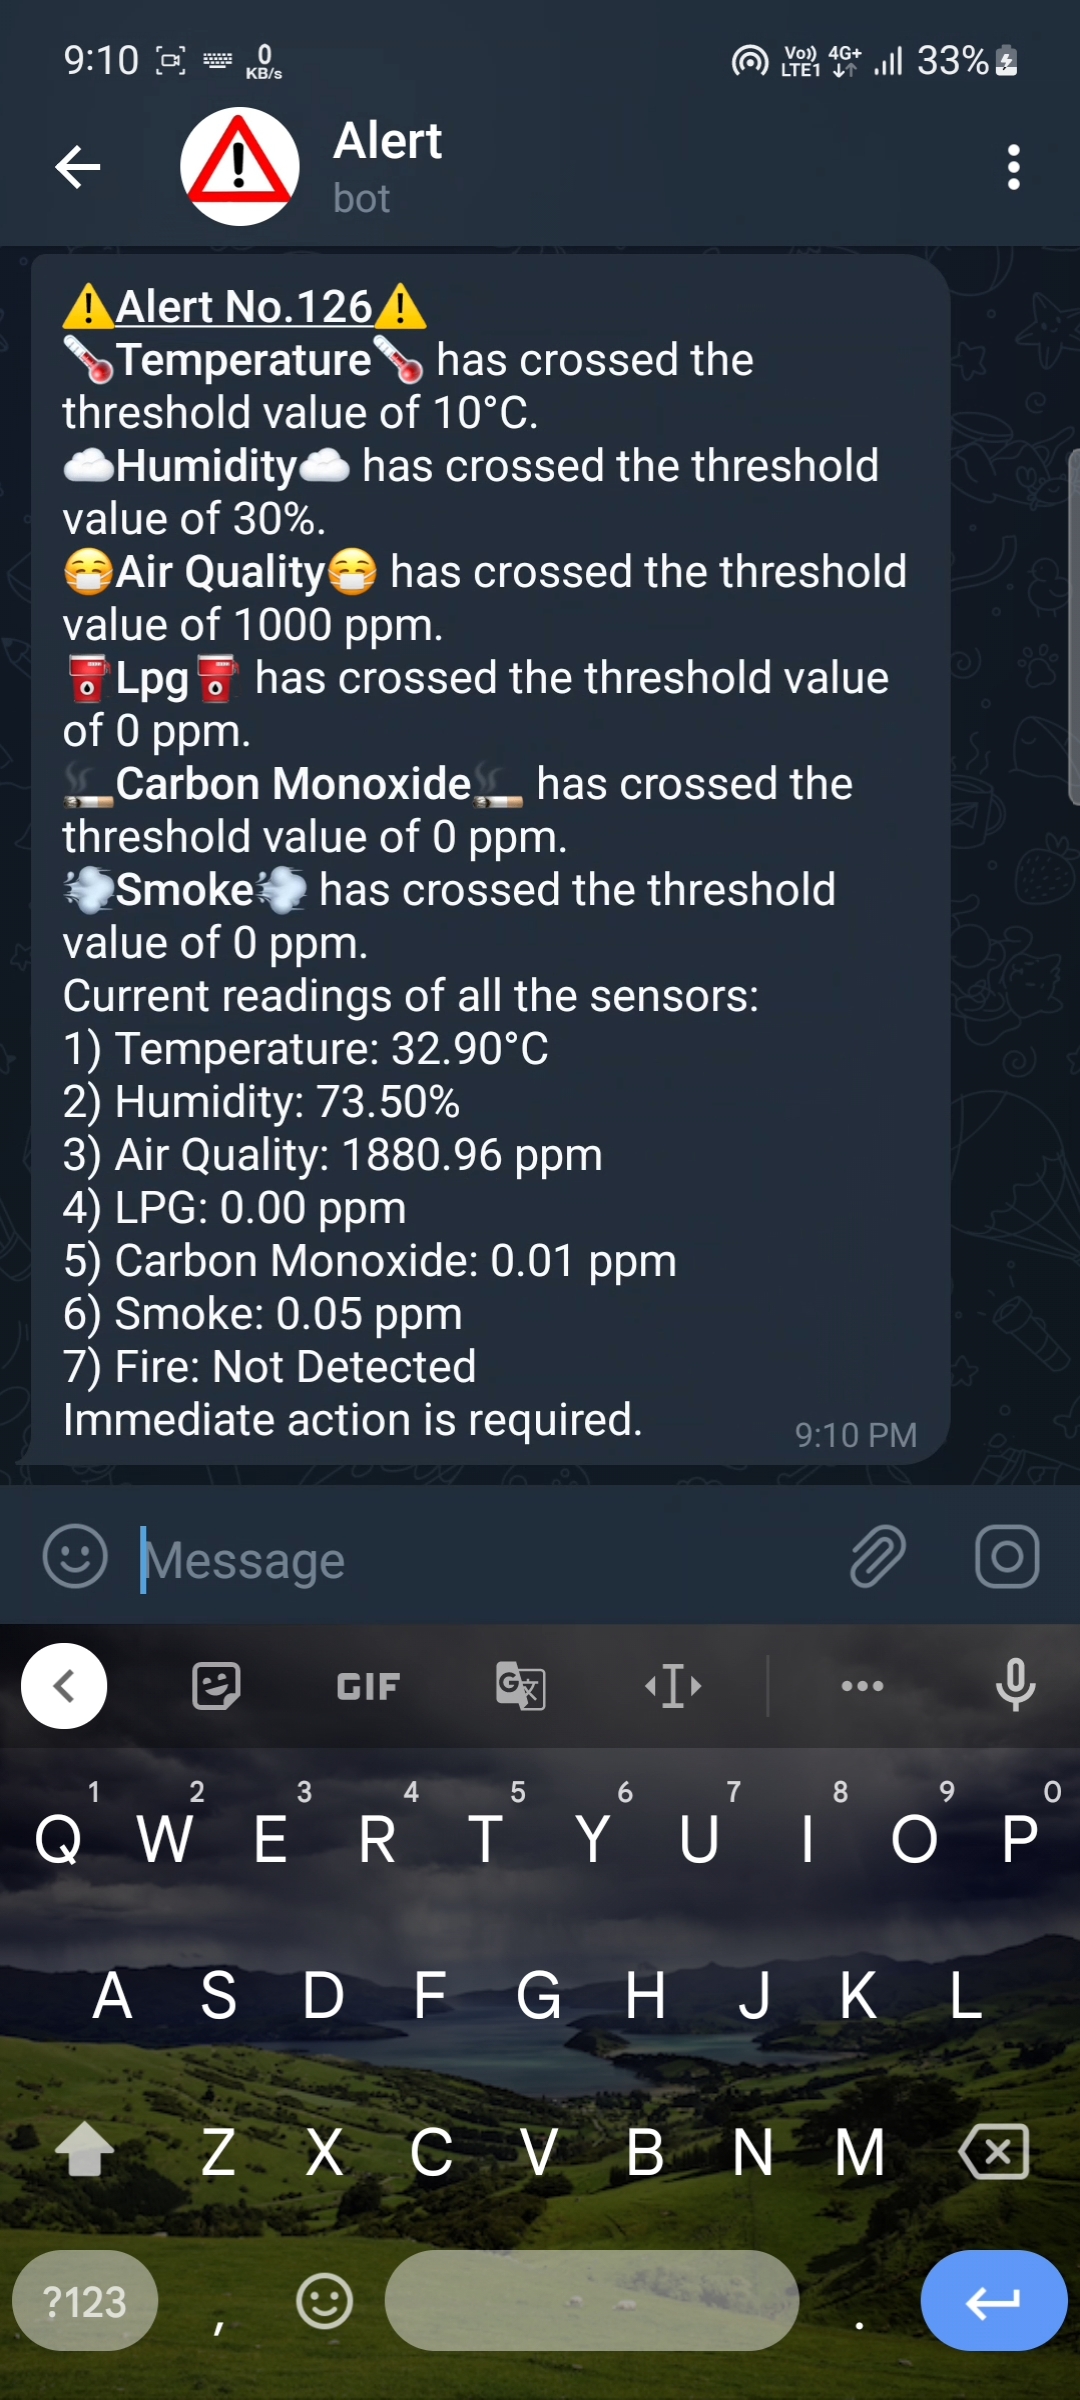 9:10 0 KB/s Vo)) LTE1 4G+ 33%
Alert
bot
⚠️Alert No.126⚠️
🌡️Temperature🌡️ has crossed the
threshold value of 10°C.
☁️Humidity☁️ has crossed the threshold
value of 30%.
😷Air Quality😷 has crossed the threshold
value of 1000 ppm.
Lpg has crossed the threshold value
of 0 ppm.
🚬Carbon Monoxide🚬 has crossed the
threshold value of 0 ppm.
💨Smoke💨 has crossed the threshold
value of 0 ppm.
Current readings of all the sensors:
1) Temperature: 32.90°C
2) Humidity: 73.50%
3) Air Quality: 1880.96 ppm
4) LPG: 0.00 ppm
5) Carbon Monoxide: 0.01 ppm
6) Smoke: 0.05 ppm
7) Fire: Not Detected
Immediate action is required.
9:10 PM
Message
GIF G文
1 2 3 4 5 6 7 8 9 0
Q W E R T Y U I O P
A S D F G H J K L
Z X C V B N M
?123 , .